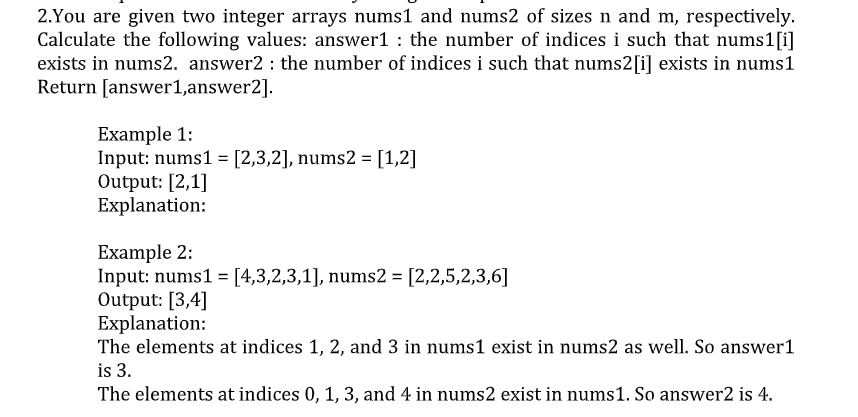 2.You are given two integer arrays nums1 and nums2 of sizes n and m, respectively.
Calculate the following values: answer1 : the number of indices i such that nums1[i]
exists in nums2. answer2 : the number of indices i such that nums2[i] exists in nums1
Return [answer1,answer2].
Example 1:
Input: nums1 = [2,3,2], nums2 = [1,2]
Output: [2,1]
Explanation:
Example 2:
Input: nums1 = [4,3,2,3,1], nums2 = [2,2,5,2,3,6]
Output: [3,4]
Explanation:
The elements at indices 1, 2, and 3 in nums1 exist in nums2 as well. So answer1
is 3.
The elements at indices 0, 1, 3, and 4 in nums2 exist in nums1. So answer2 is 4.